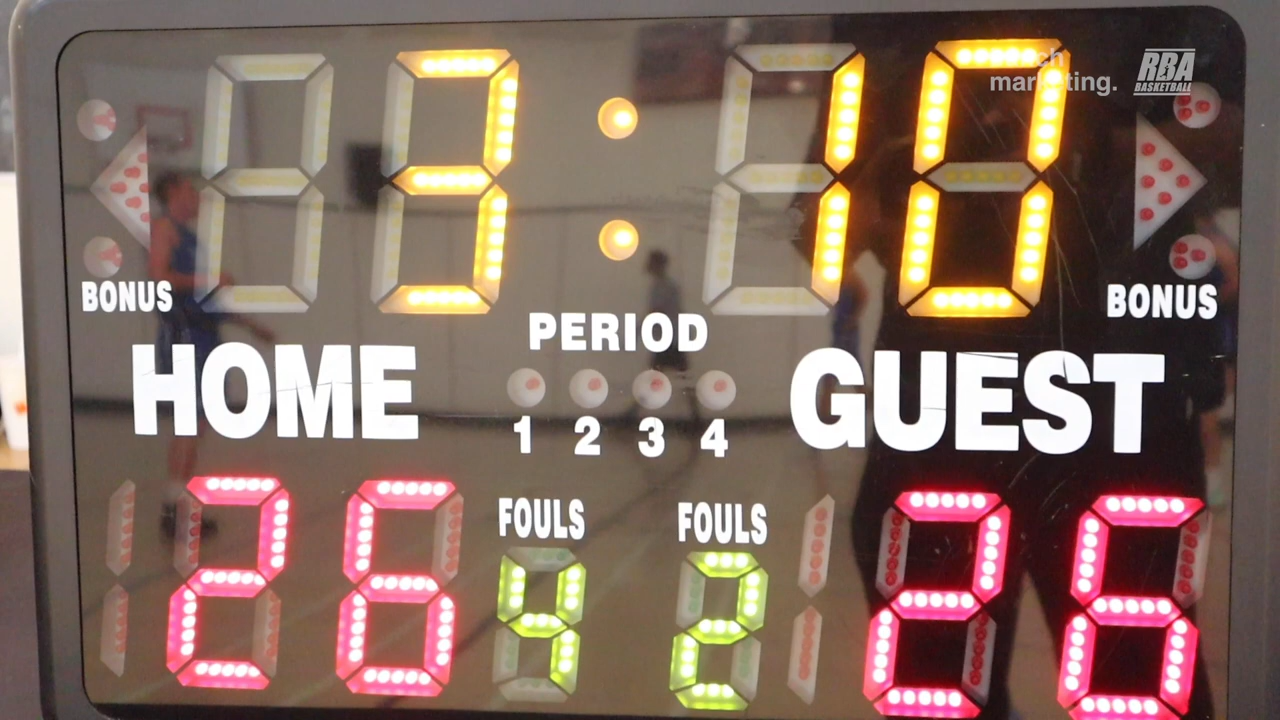 3:10
ch
marketing.
RBA
BASKETBALL
BONUS
BONUS
PERIOD
HOME
GUEST
1 2 3 4
FOULS
FOULS
26
4
2
26